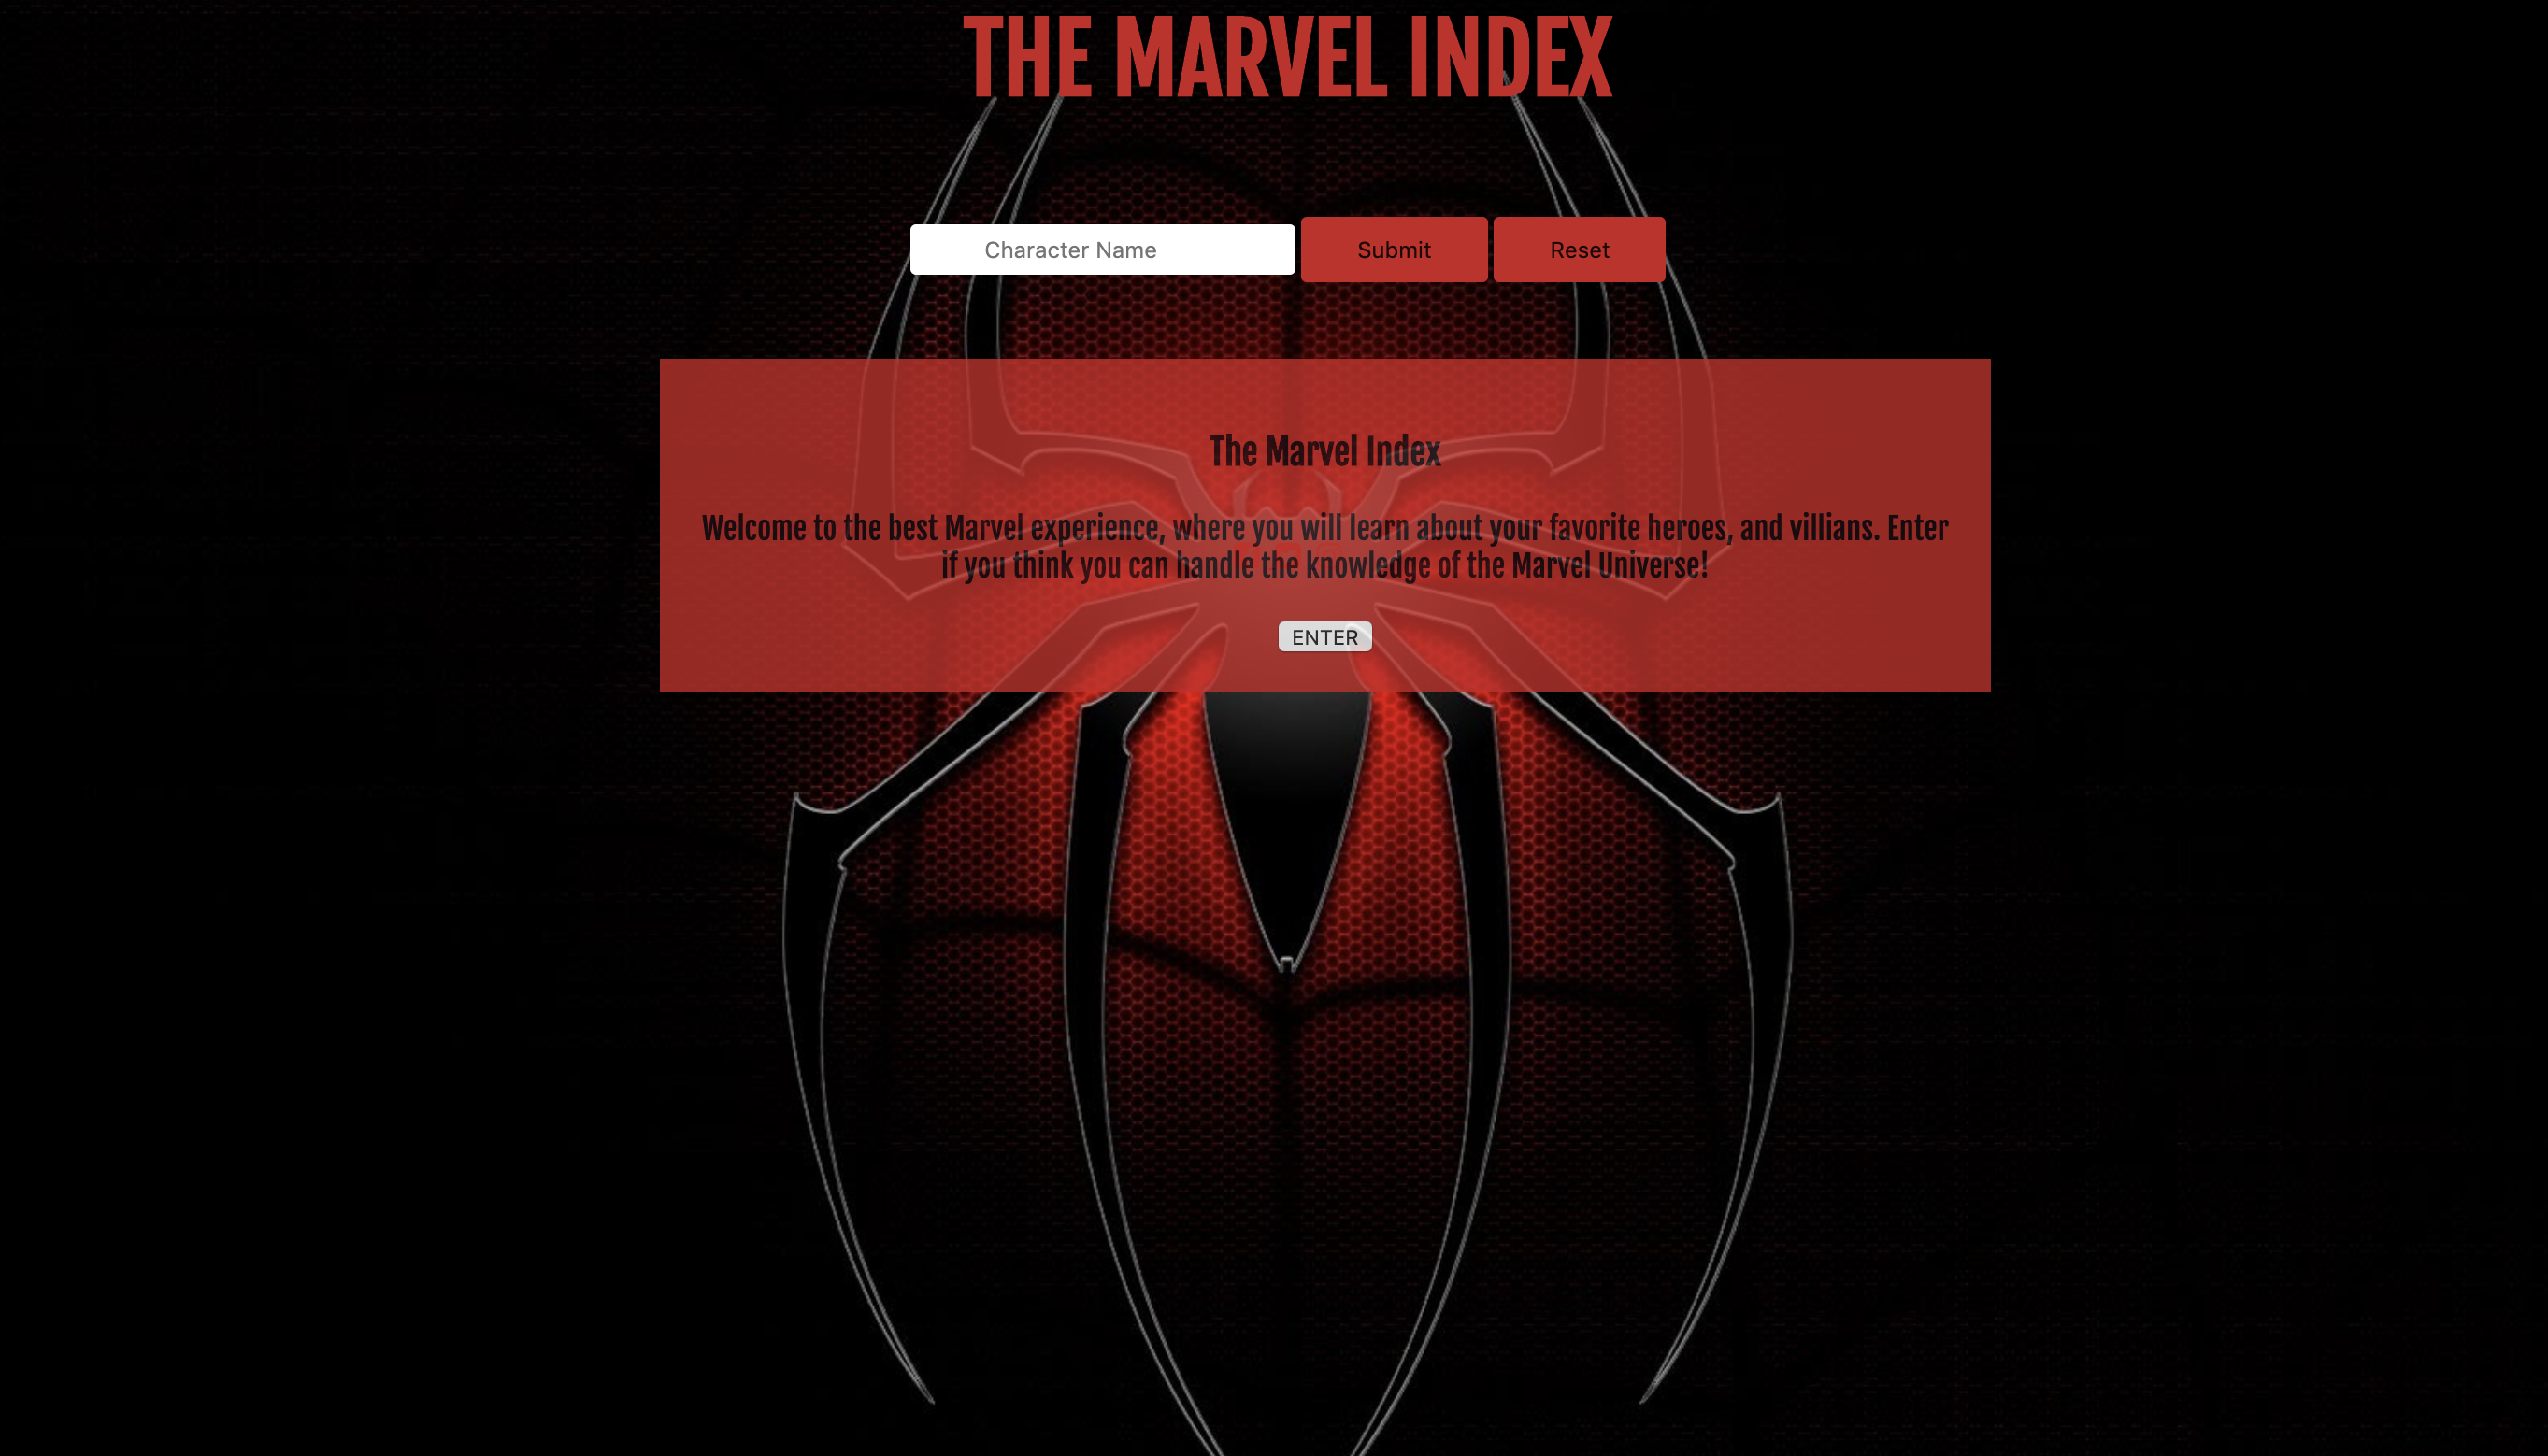 THE MARVEL INDEX
Character Name
Submit
Reset
The Marvel Index
Welcome to the best Marvel experience, where you will learn about your favorite heroes, and villians. Enter
if you think you can handle the knowledge of the Marvel Universe!
ENTER